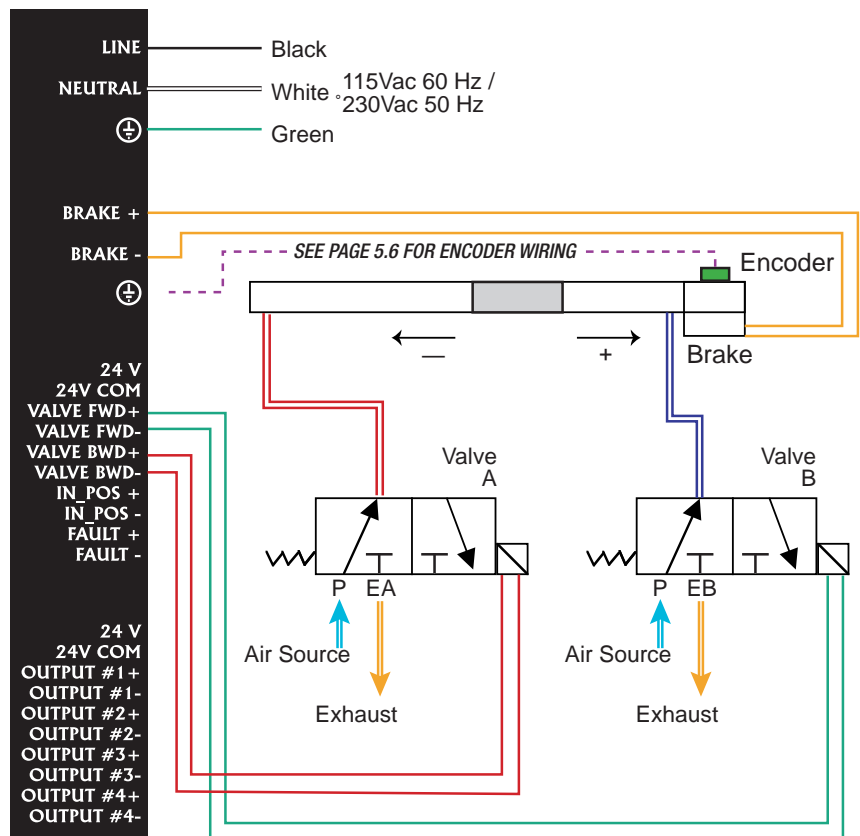 LINE
Black
NEUTRAL
White
°115Vac 60 Hz /
230Vac 50 Hz
Green
BRAKE +
BRAKE -
SEE PAGE 5.6 FOR ENCODER WIRING
Encoder
—
+
Brake
24 V
24V COM
VALVE FWD+
VALVE FWD-
VALVE BWD+
VALVE BWD-
IN_POS +
IN_POS -
FAULT +
FAULT -
Valve
A
Valve
B
P EA
P EB
Air Source
Air Source
Exhaust
Exhaust
24 V
24V COM
OUTPUT #1+
OUTPUT #1-
OUTPUT #2+
OUTPUT #2-
OUTPUT #3+
OUTPUT #3-
OUTPUT #4+
OUTPUT #4-